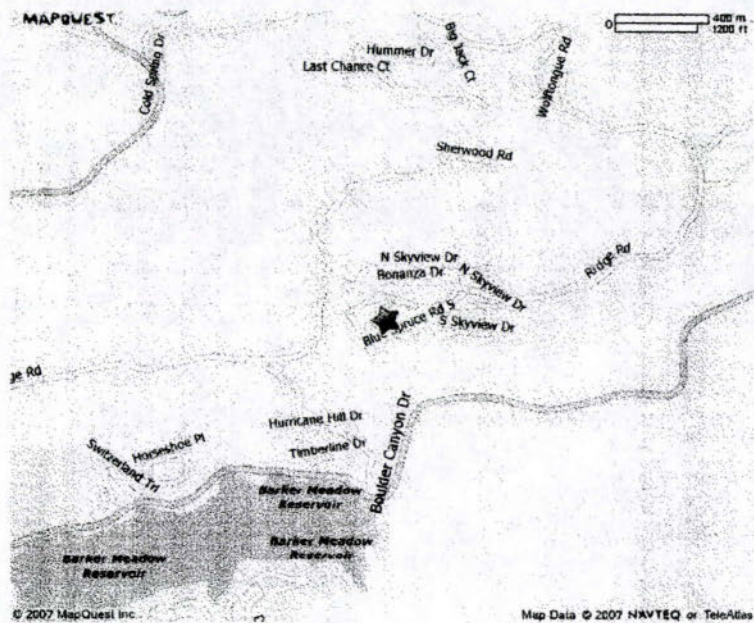 MAPQUEST
0
400 m
1200 ft
Cold Spring Dr
Hummer Dr
Last Chance Ct
Big Jack Ct
Wolftongue Rd
Sherwood Rd
N Skyview Dr
Bonanza Dr
N Skyview Dr
Ridge Rd
Blue Spruce Rd S
S Skyview Dr
ge Rd
Hurricane Hill Dr
Boulder Canyon Dr
Horseshoe Pl
Switzerland Trl
Timberline Dr
Barker Meadow
Reservoir
Barker Meadow
Reservoir
Barker Meadow
Reservoir
© 2007 MapQuest Inc.
Map Data © 2007 NAVTEQ or TeleAtlas